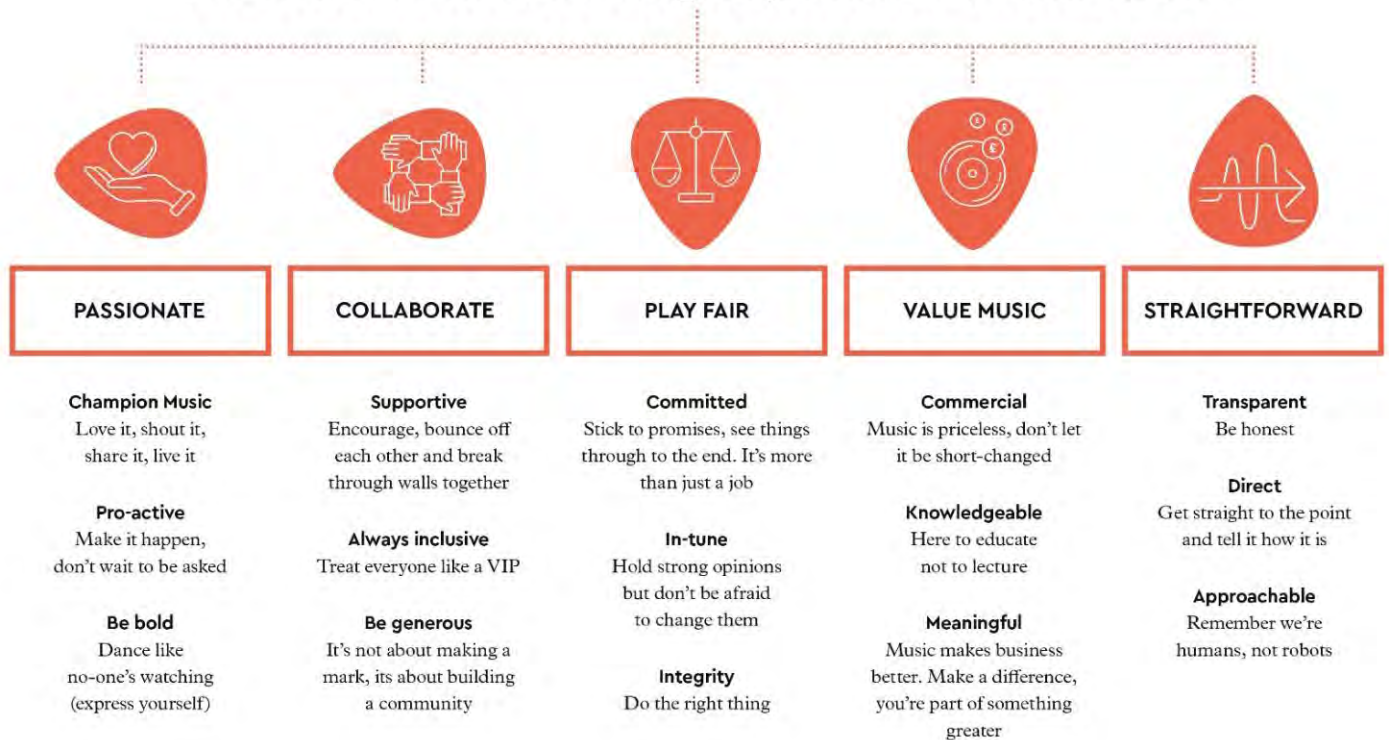 PASSIONATE
COLLABORATE
PLAY FAIR
VALUE MUSIC
STRAIGHTFORWARD
Champion Music
Love it, shout it,
share it, live it
Pro-active
Make it happen,
don't wait to be asked
Be bold
Dance like
no-one's watching
(express yourself)
Supportive
Encourage, bounce off
each other and break
through walls together
Always inclusive
Treat everyone like a VIP
Be generous
It's not about making a
mark, its about building
a community
Committed
Stick to promises, see things
through to the end. It's more
than just a job
In-tune
Hold strong opinions
but don't be afraid
to change them
Integrity
Do the right thing
Commercial
Music is priceless, don't let
it be short-changed
Knowledgeable
Here to educate
not to lecture
Meaningful
Music makes business
better. Make a difference,
you're part of something
greater
Transparent
Be honest
Direct
Get straight to the point
and tell it how it is
Approachable
Remember we're
humans, not robots